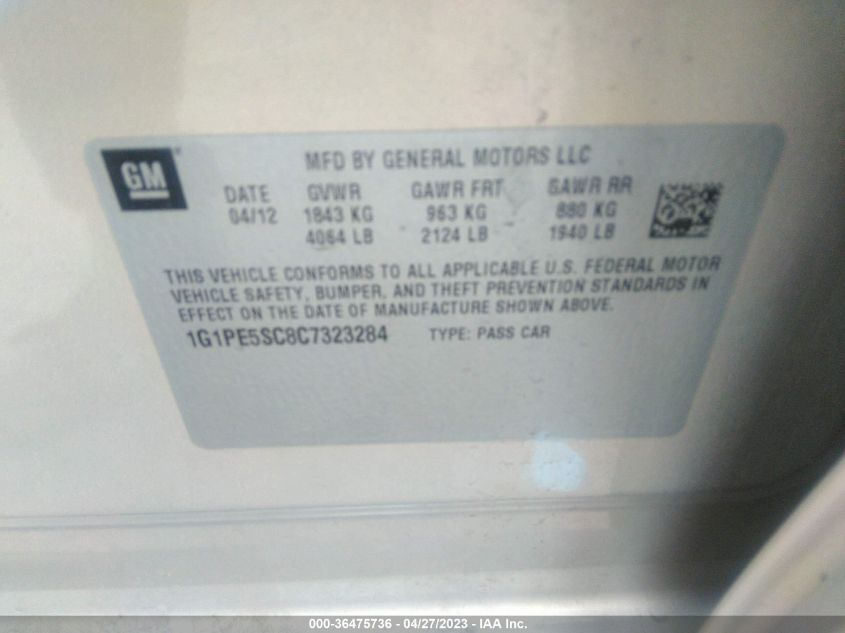 GM
MFD BY GENERAL MOTORS LLC
DATE GVWR GAWR FRT GAWR RR
04/12 1843 KG 963 KG 880 KG
4064 LB 2124 LB 1940 LB
THIS VEHICLE CONFORMS TO ALL APPLICABLE U.S. FEDERAL MOTOR
VEHICLE SAFETY, BUMPER, AND THEFT PREVENTION STANDARDS IN
EFFECT ON THE DATE OF MANUFACTURE SHOWN ABOVE.
1G1PE5SC8C7323284 TYPE: PASS CAR
000-36475736 - 04/27/2023 - IAA Inc.